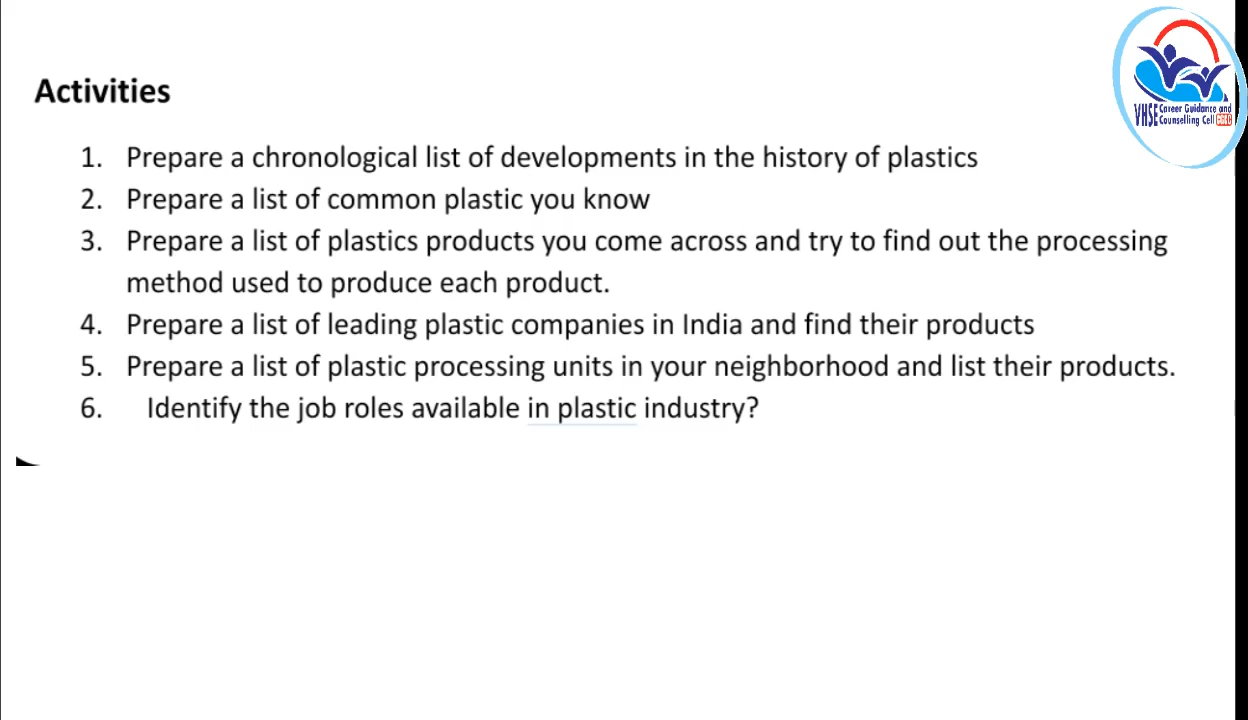 VHSE Career Guidance and
Counselling Cell CGCC
Activities
1. Prepare a chronological list of developments in the history of plastics
2. Prepare a list of common plastic you know
3. Prepare a list of plastics products you come across and try to find out the processing
method used to produce each product.
4. Prepare a list of leading plastic companies in India and find their products
5. Prepare a list of plastic processing units in your neighborhood and list their products.
6. Identify the job roles available in plastic industry?